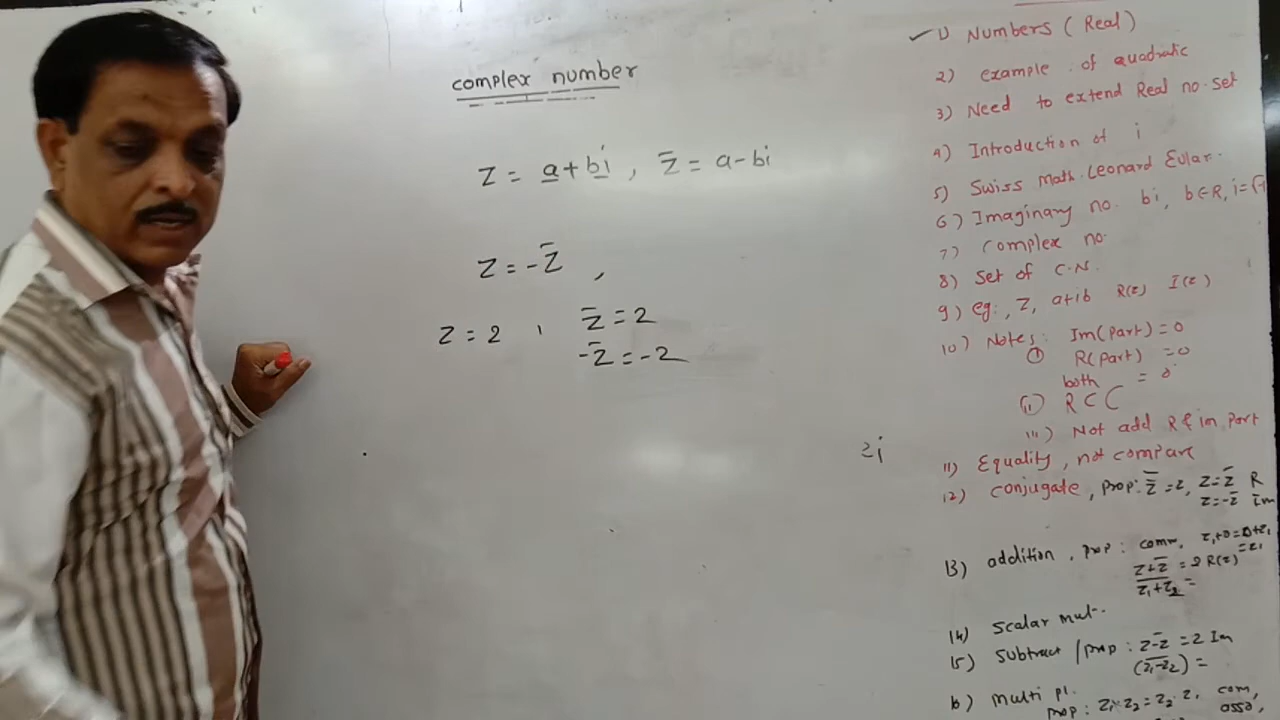 complex number
z = a + bi , z̄ = a - bi
z = - z̄ ,
z = 2 , z̄ = 2
- z̄ = - 2
2i
1) Numbers ( Real )
2) example of quadratic
3) Need to extend Real no. set
4) Introduction of i
5) Swiss Math. Leonard Eular.
6) Imaginary no. bi, b∈R, i=√-1
7) Complex no.
8) Set of C.N.
9) eg:, z, a+ib R(z) I(z)
10) Notes: Im(part) = 0
① R(part) = 0
both = 0
(ii) R ⊂ C
iii) Not add R & im part
11) Equality, not compare
12) conjugate, prop: z̿ = z, z = z̄ R
z = -z̄ Im
13) addition, prop: comm, z₁+0 = 0+z₁
= z₁
z + z̄ = 2 R(z)
z₁+z₂ =
14) Scalar mul-.
15) subtract / prop: z - z̄ = 2 Im
(z₁-z₂) =
multi pl.
prop: z₁·z₂ = z₂·z, com,
asso,